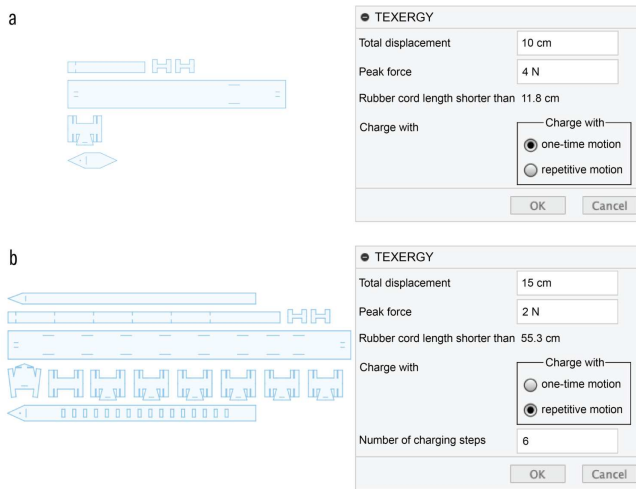 a
TEXERGY
Total displacement 10 cm
Peak force 4 N
Rubber cord length shorter than 11.8 cm
Charge with Charge with
one-time motion
repetitive motion
OK Cancel
b
TEXERGY
Total displacement 15 cm
Peak force 2 N
Rubber cord length shorter than 55.3 cm
Charge with Charge with
one-time motion
repetitive motion
Number of charging steps 6
OK Cancel